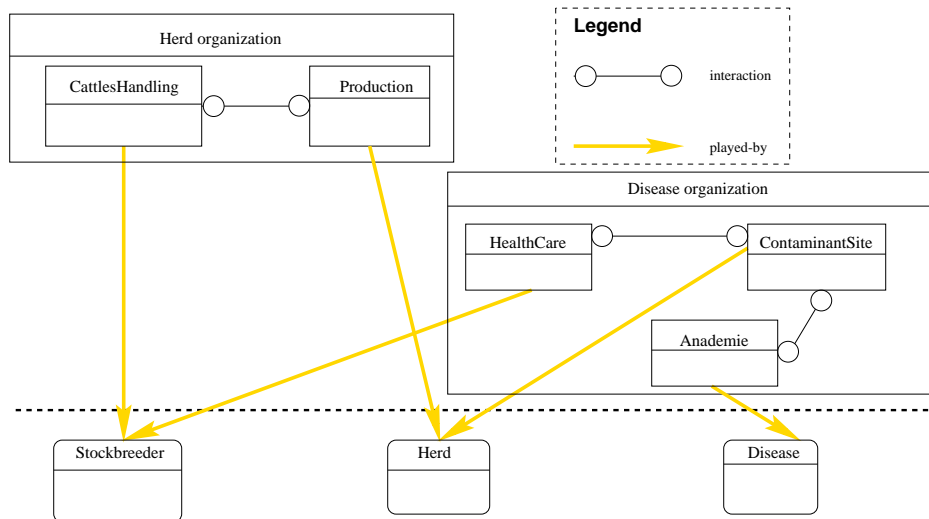 Herd organization
CattlesHandling
Production
Legend
interaction
played-by
Disease organization
HealthCare
ContaminantSite
Anademie
Stockbreeder
Herd
Disease